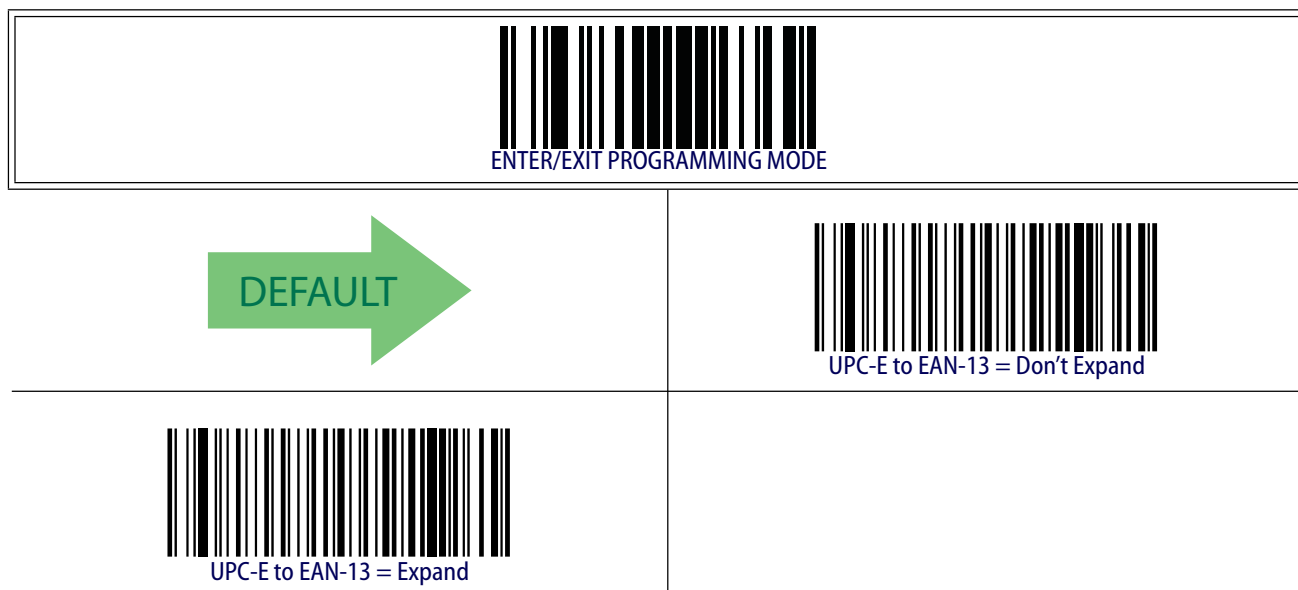 ENTER/EXIT PROGRAMMING MODE
DEFAULT
UPC-E to EAN-13 = Don’t Expand
UPC-E to EAN-13 = Expand